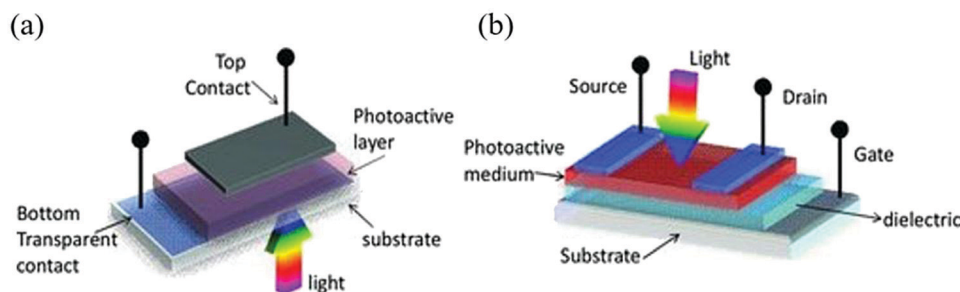 (a)
Top
Contact
Photoactive
layer
Bottom
Transparent
contact
substrate
light
(b)
Light
Source
Drain
Photoactive
medium
Gate
dielectric
Substrate